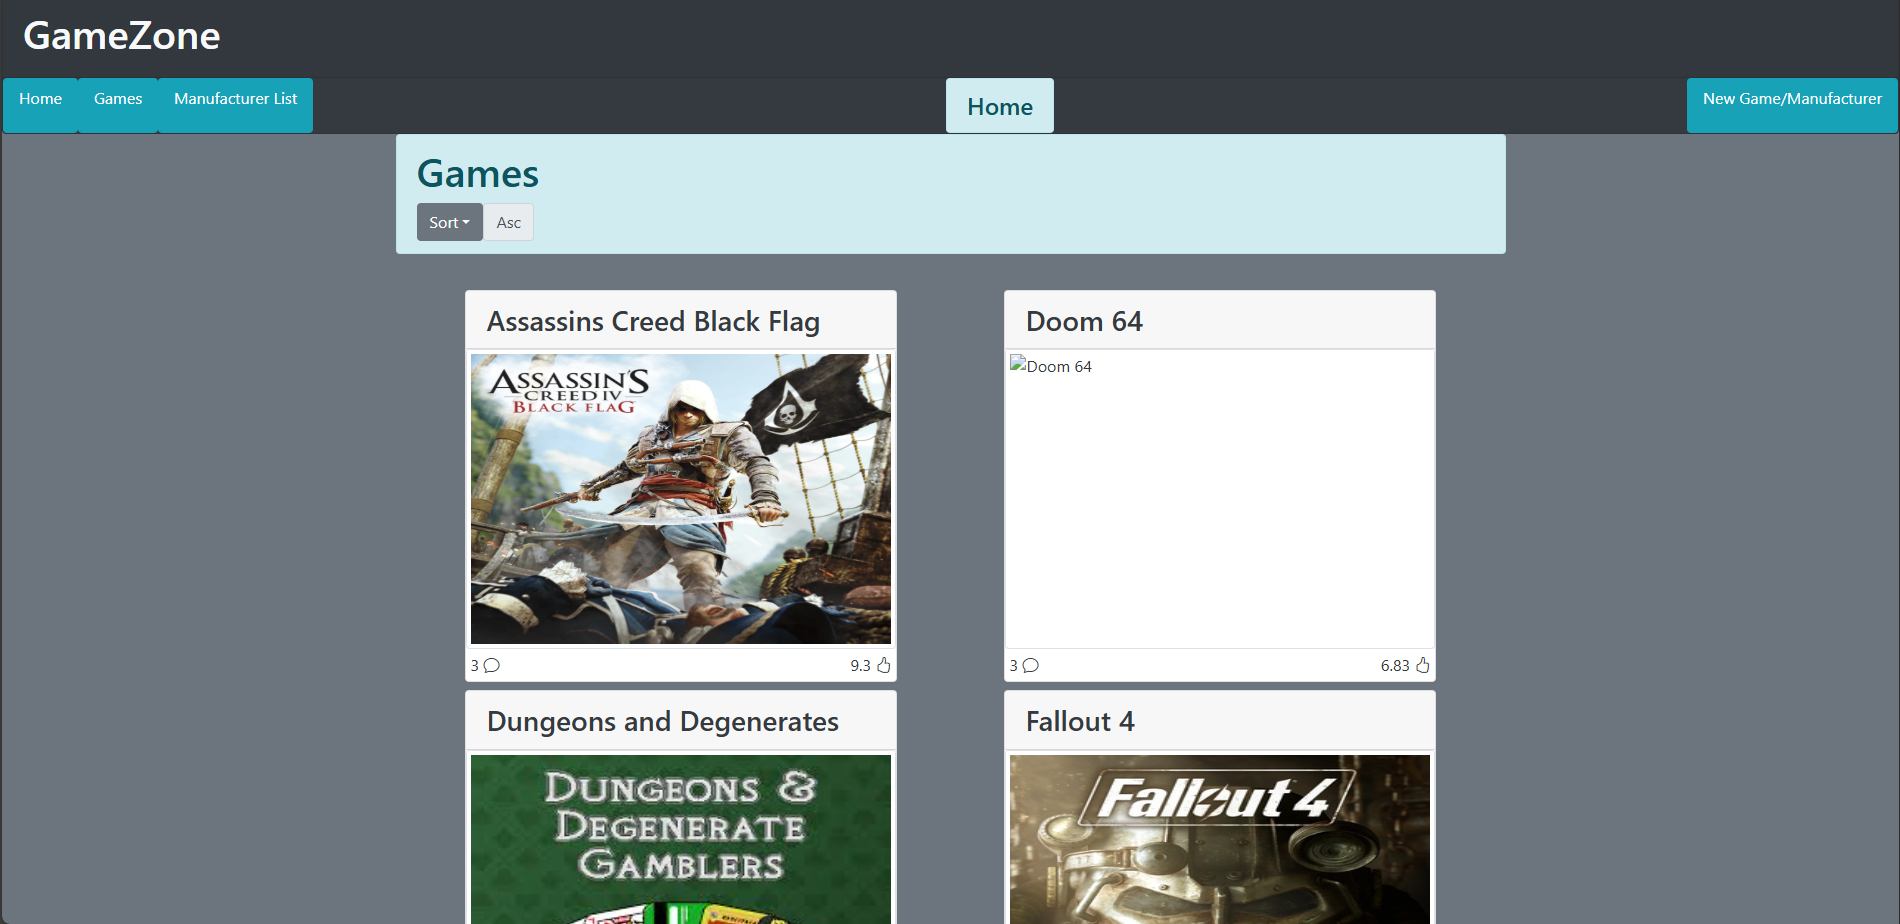 GameZone
Home Games Manufacturer List Home New Game/Manufacturer
Games
Sort Asc
Assassins Creed Black Flag
ASSASSIN'S
CREED IV
BLACK FLAG
3 9.3
Doom 64
Doom 64
3 6.83
Dungeons and Degenerates
DUNGEONS &
DEGENERATE
GAMBLERS
Fallout 4
Fallout 4